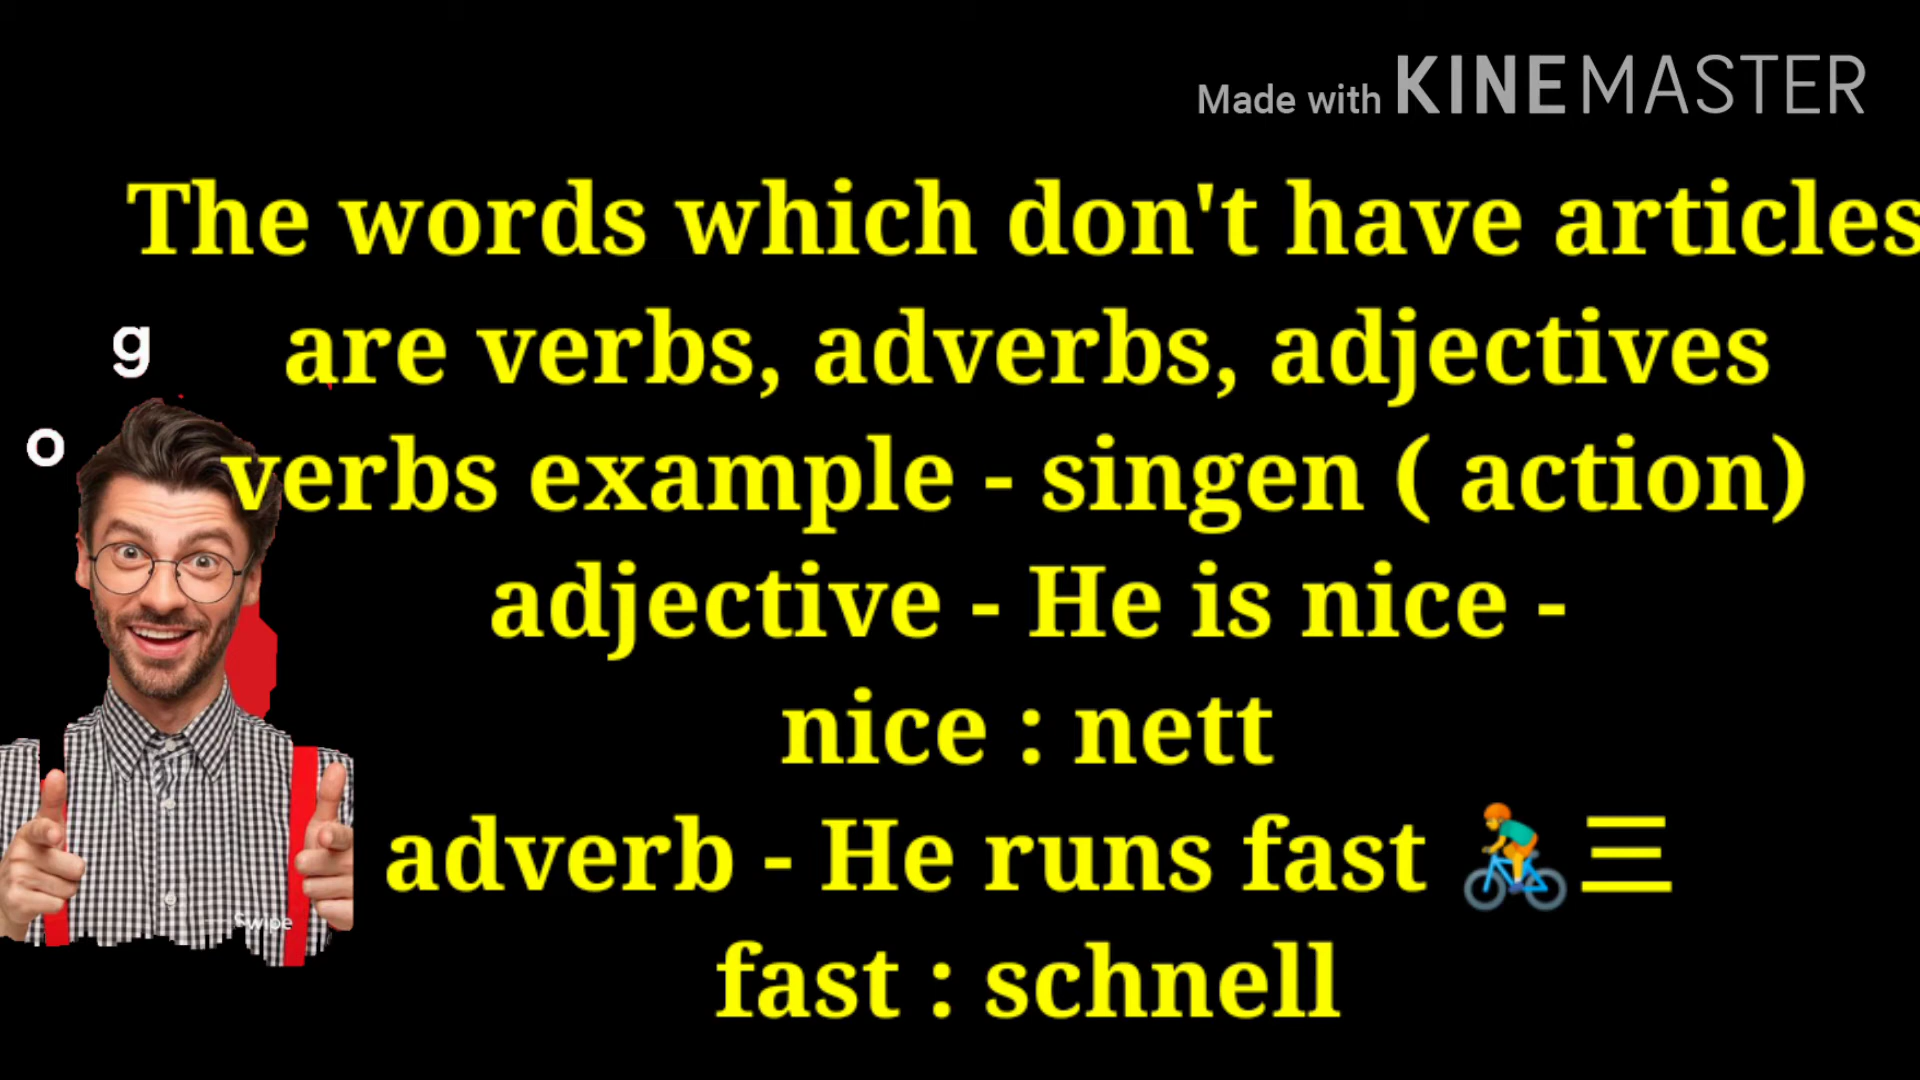 Made with KINEMASTER
The words which don't have articles
are verbs, adverbs, adjectives
g
o
verbs example - singen ( action)
adjective - He is nice -
nice : nett
adverb - He runs fast 🚴☰
Swipe
fast : schnell